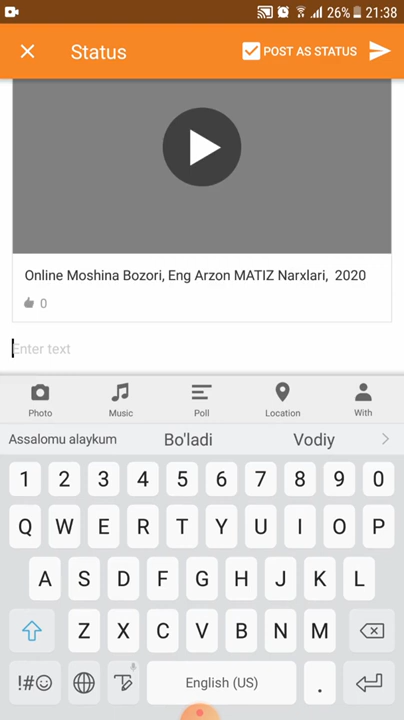 26% 21:38
Status
POST AS STATUS
Online Moshina Bozori, Eng Arzon MATIZ Narxlari, 2020
0
Enter text
Photo Music Poll Location With
Assalomu alaykum Bo'ladi Vodiy
1 2 3 4 5 6 7 8 9 0
Q W E R T Y U I O P
A S D F G H J K L
Z X C V B N M
!#☺ English (US) .